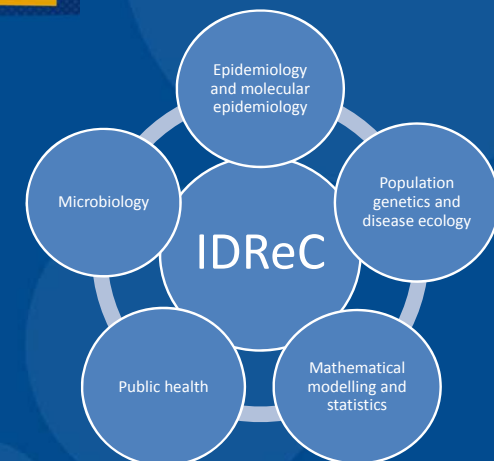 Epidemiology
and molecular
epidemiology
Population
genetics and
disease ecology
Mathematical
modelling and
statistics
Public health
Microbiology
IDReC